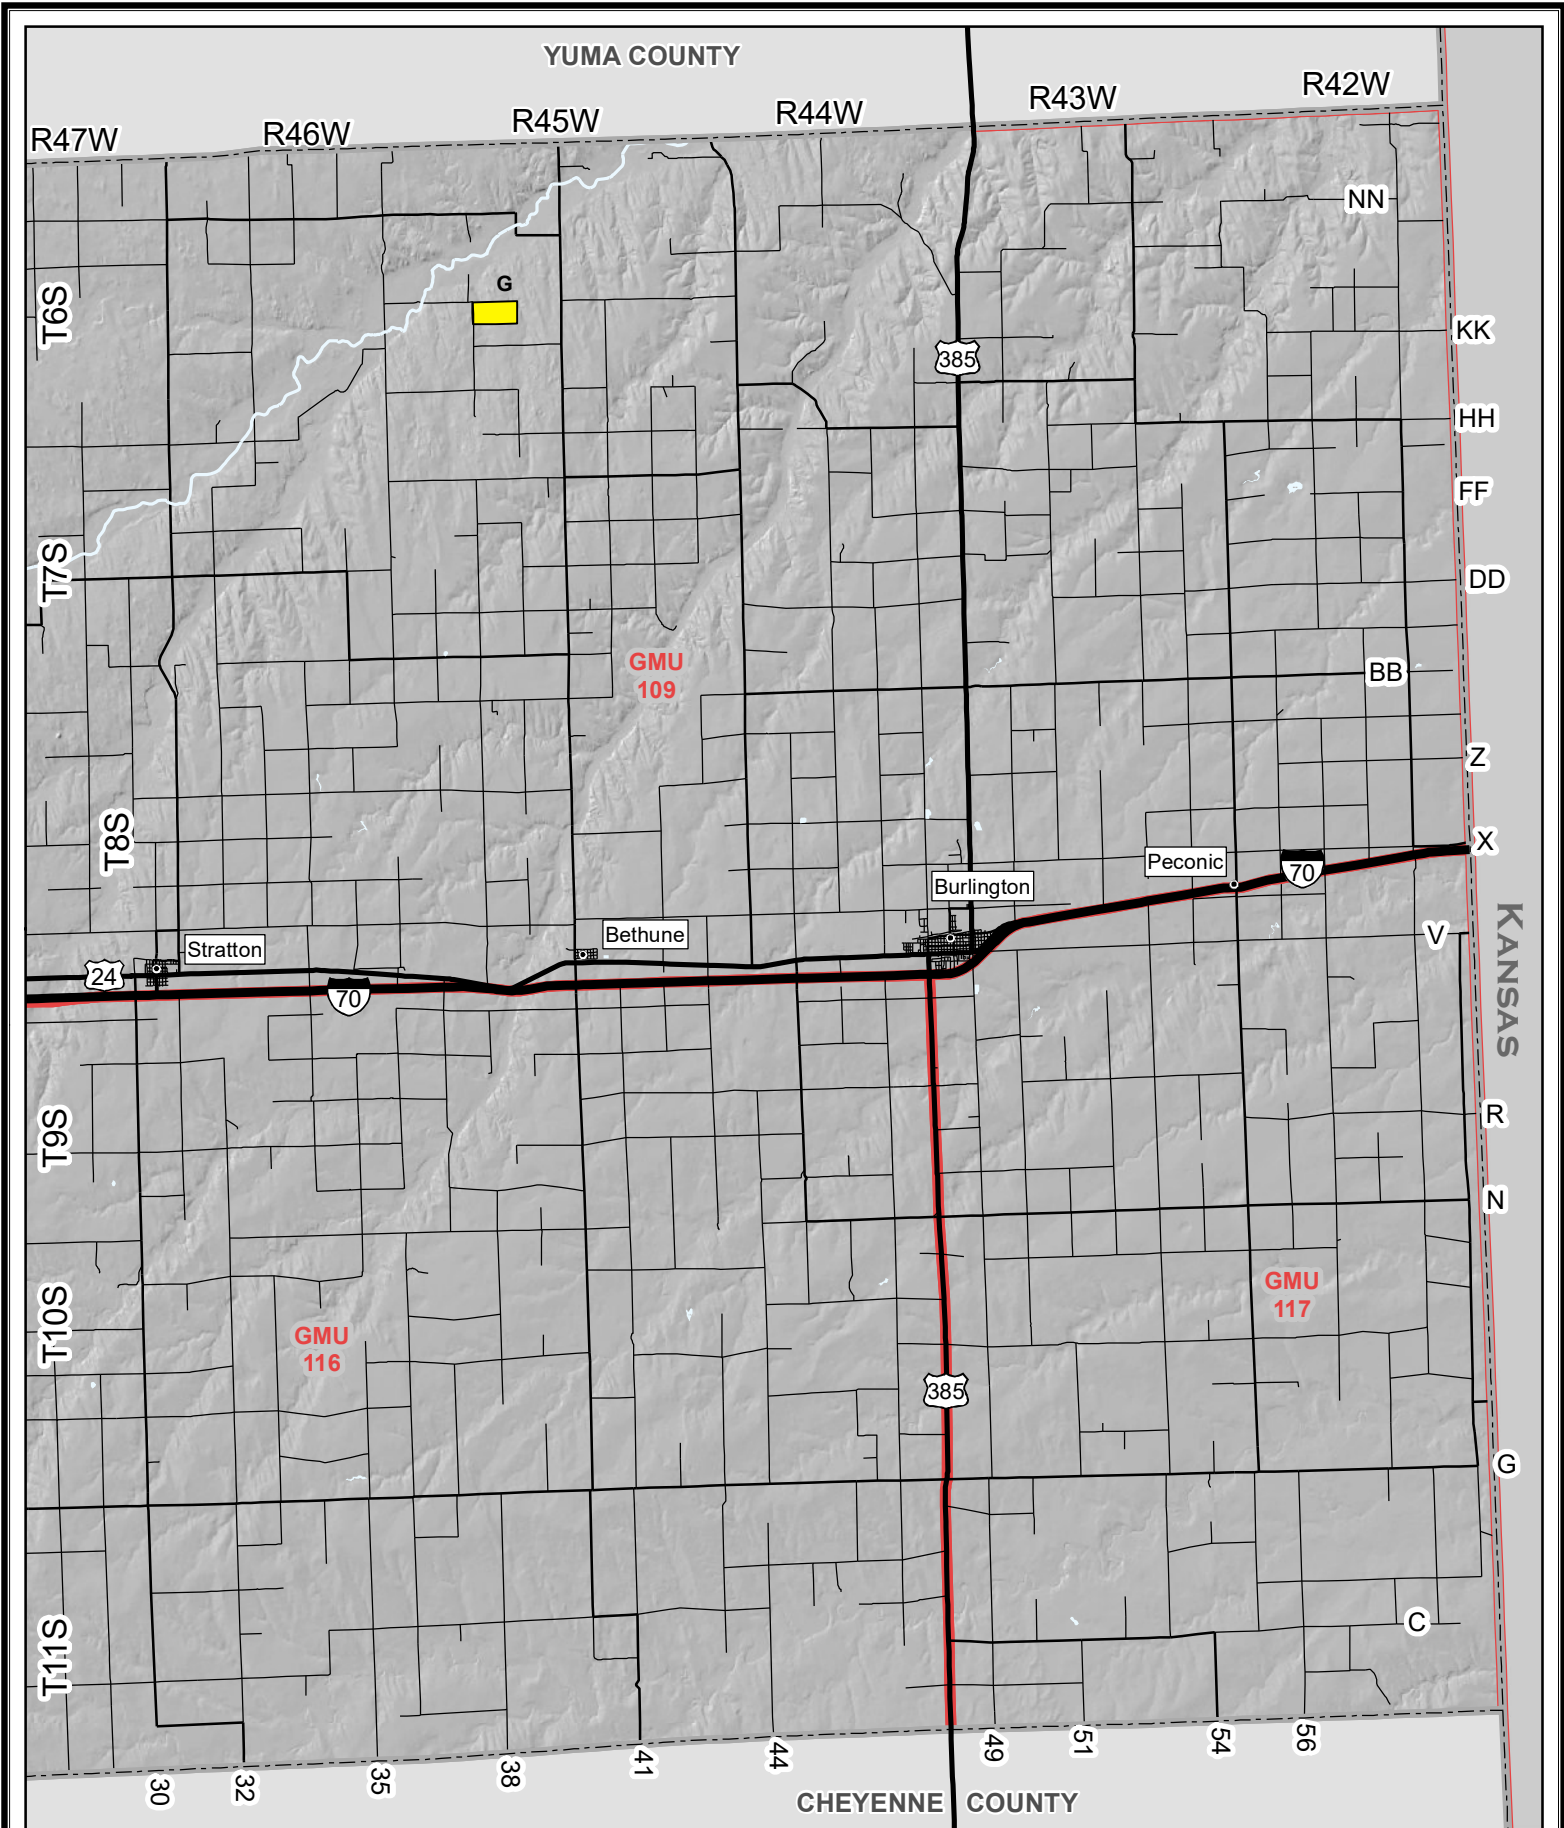 YUMA COUNTY
R47W
R46W
R45W
R44W
R43W
R42W
NN
G
T6S
KK
385
HH
FF
T7S
DD
GMU
109
BB
Z
T8S
X
Peconic
70
Burlington
KANSAS
V
Bethune
Stratton
24
70
T9S
R
N
GMU
117
T10S
GMU
116
385
G
T11S
C
30
32
35
38
41
44
49
51
54
56
CHEYENNE COUNTY